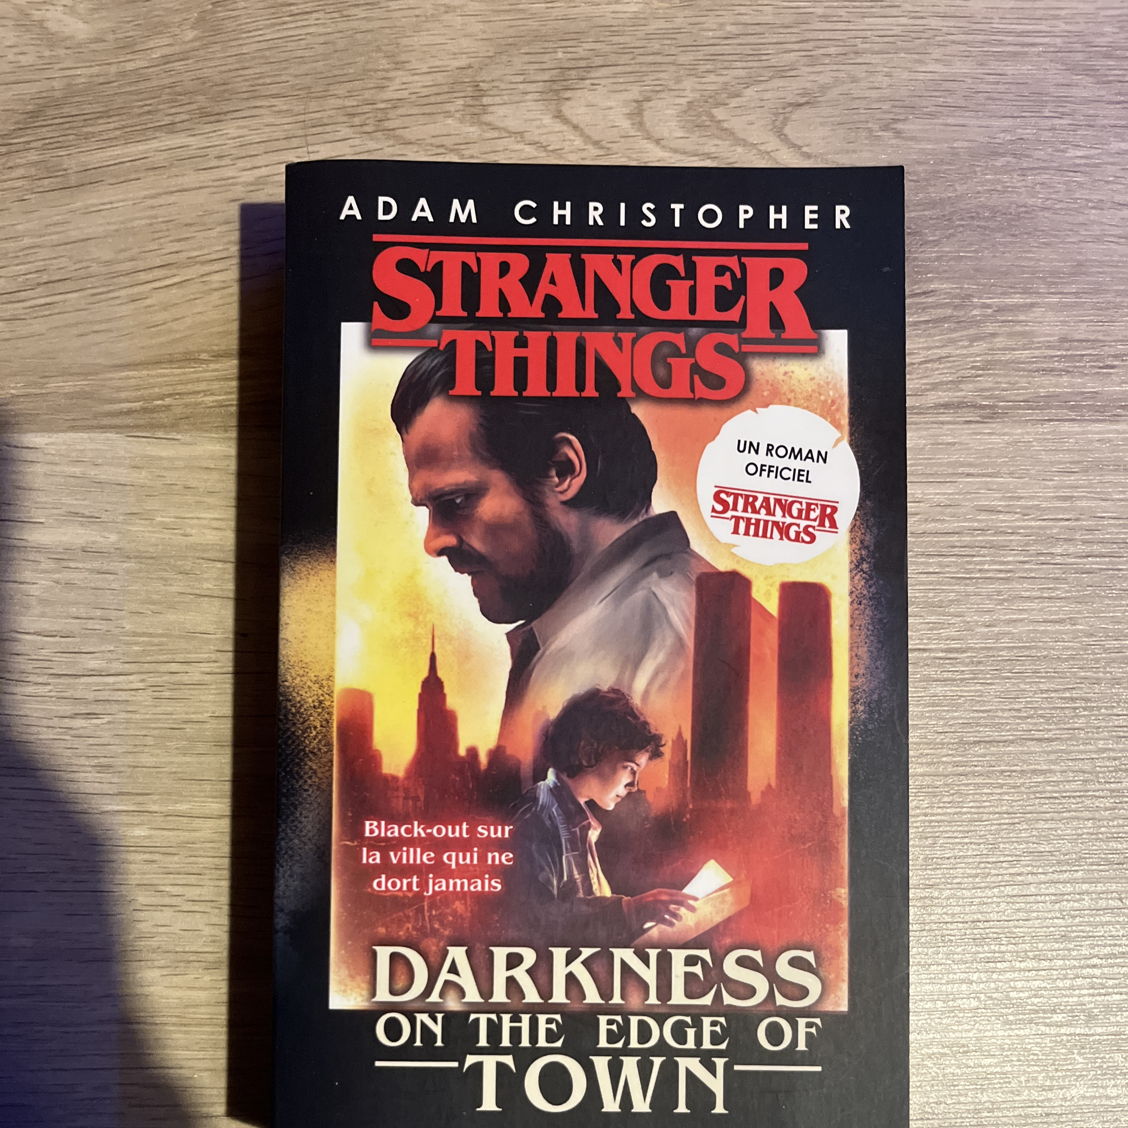 ADAM CHRISTOPHER
STRANGER
THINGS
UN ROMAN
OFFICIEL
STRANGER
THINGS
Black-out sur
la ville qui ne
dort jamais
DARKNESS
ON THE EDGE OF
TOWN